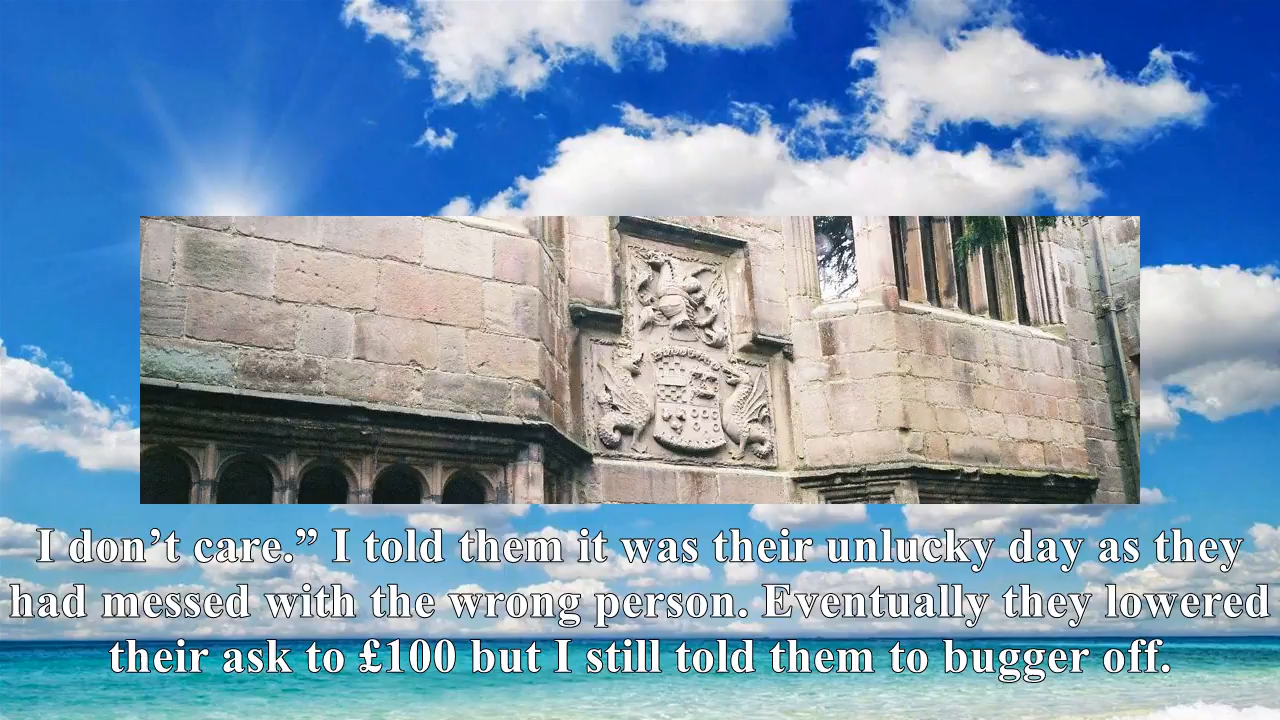 I don’t care.” I told them it was their unlucky day as they
had messed with the wrong person. Eventually they lowered
their ask to £100 but I still told them to bugger off.